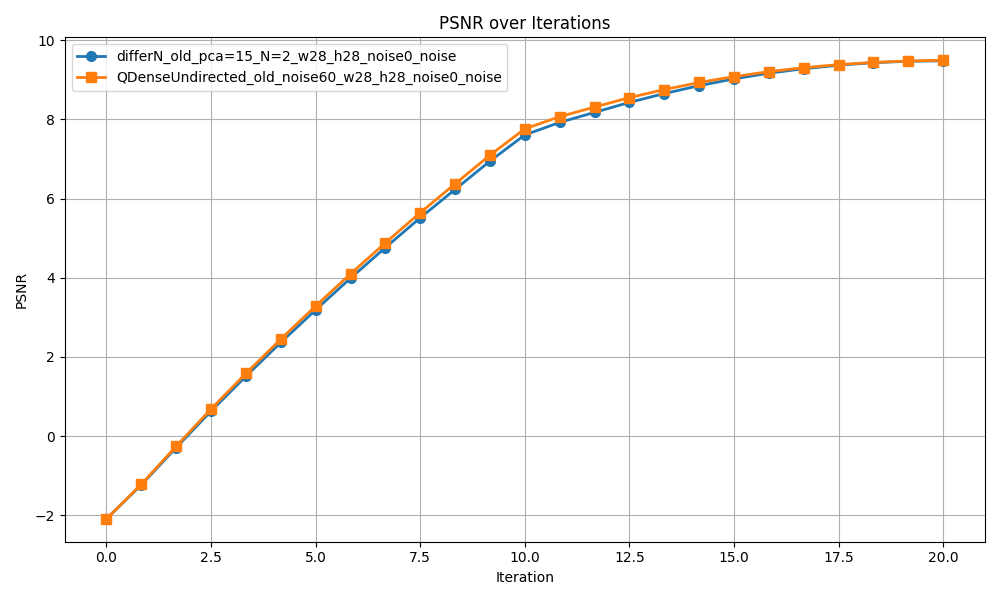 PSNR over Iterations
differN_old_pca=15_N=2_w28_h28_noise0_noise
QDenseUndirected_old_noise60_w28_h28_noise0_noise
PSNR
10
8
6
4
2
0
−2
0.0 2.5 5.0 7.5 10.0 12.5 15.0 17.5 20.0
Iteration